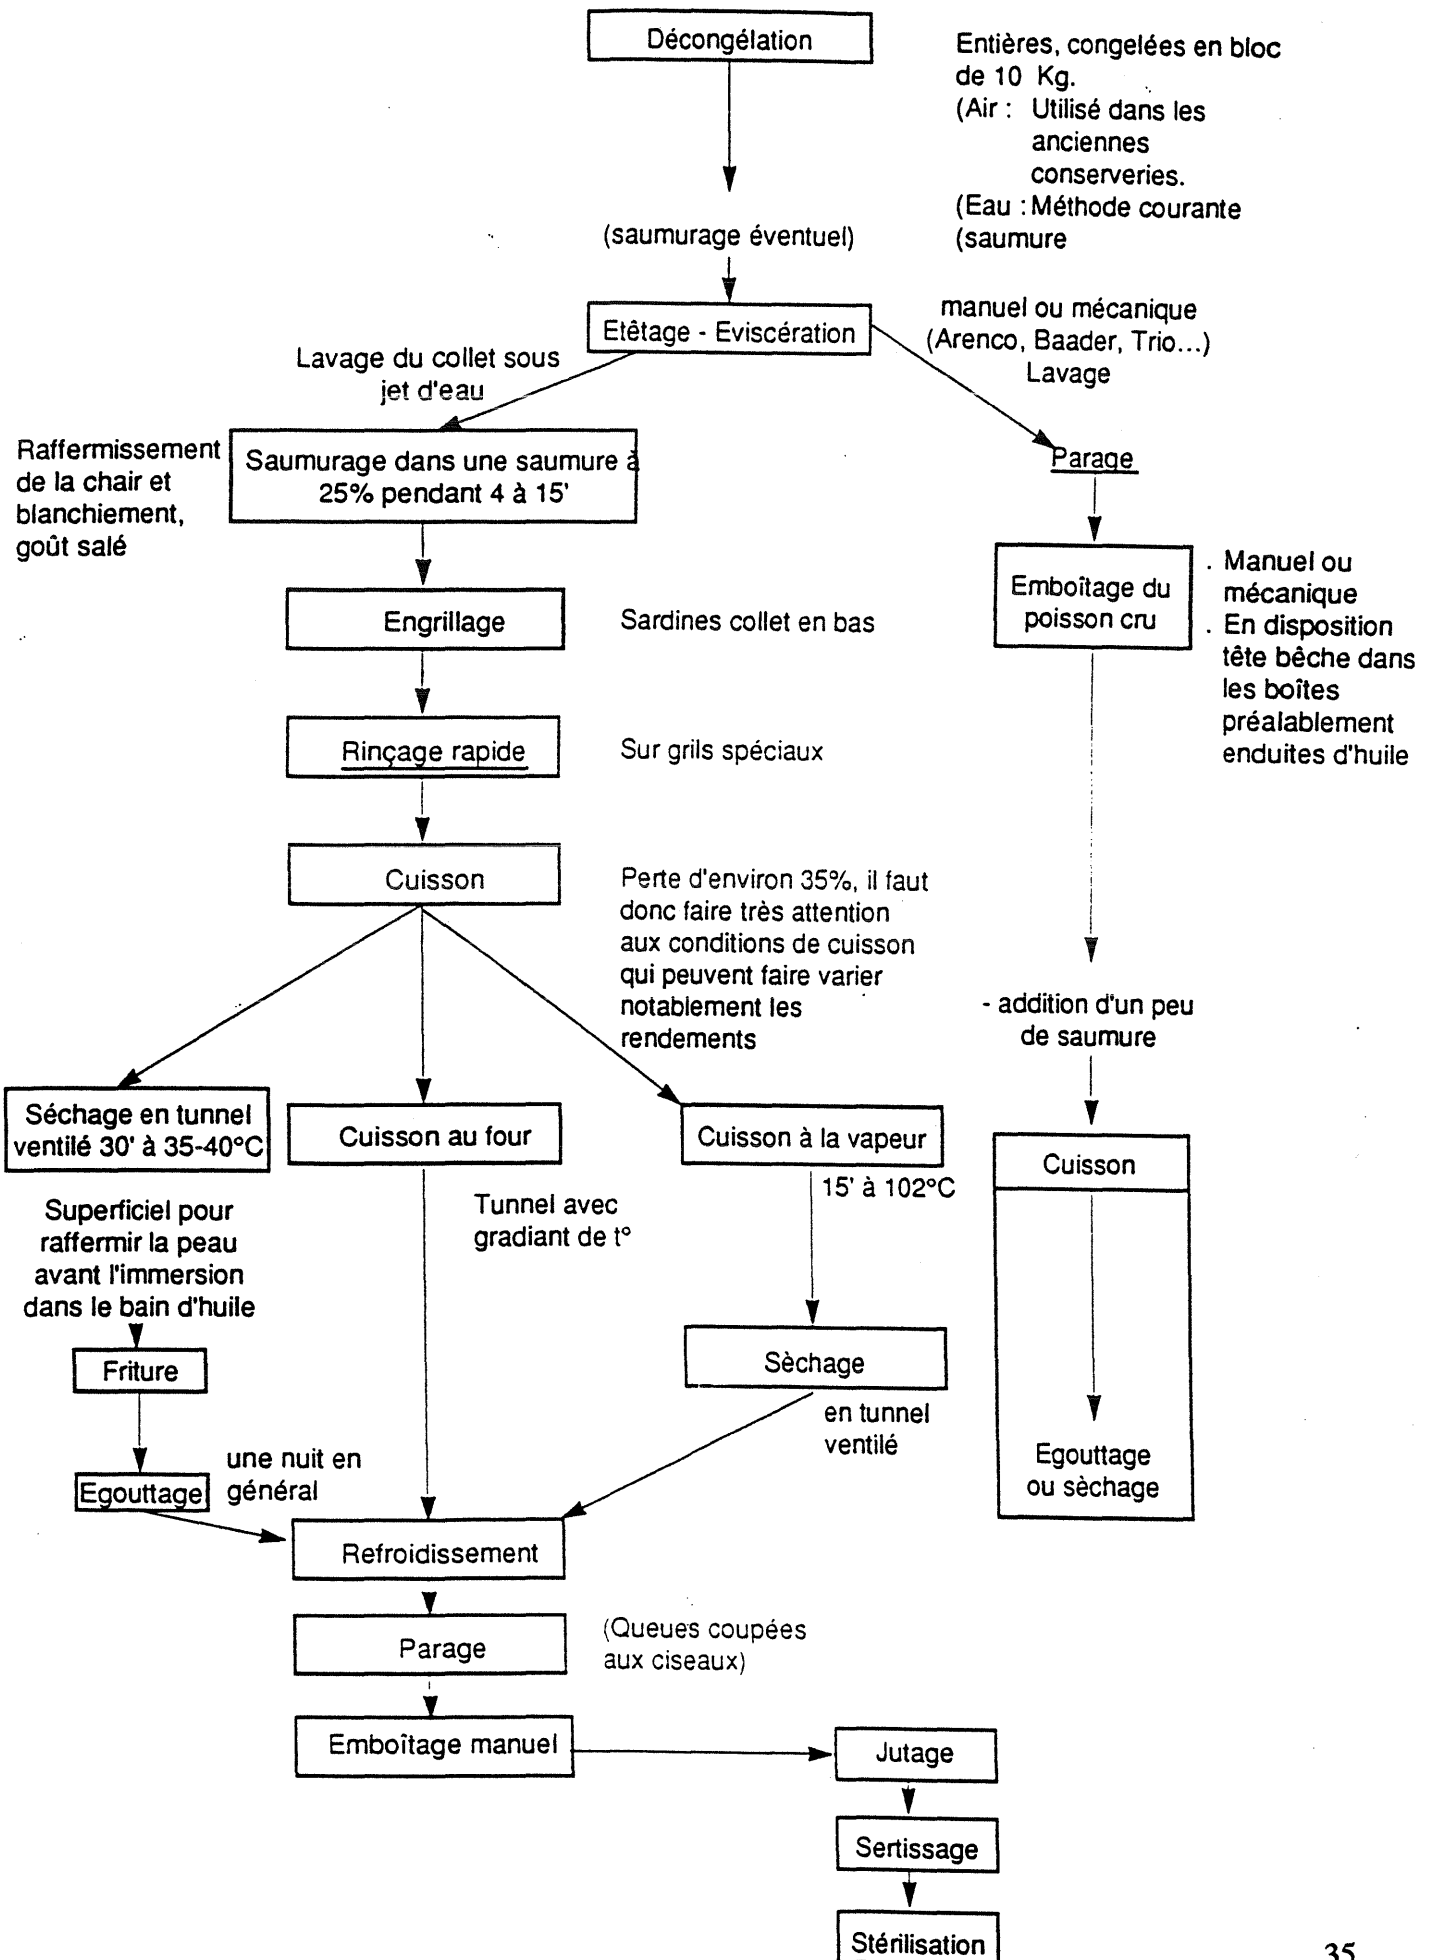 Décongélation
Entières, congelées en bloc
de 10 Kg.
(Air : Utilisé dans les
anciennes
conserveries.
(Eau : Méthode courante
(saumure
(saumurage éventuel)
Etêtage - Eviscération
manuel ou mécanique
(Arenco, Baader, Trio...)
Lavage
Lavage du collet sous
jet d'eau
Raffermissement
de la chair et
blanchiement,
goût salé
Saumurage dans une saumure à
25% pendant 4 à 15'
Parage
Engrillage
Sardines collet en bas
Emboîtage du
poisson cru
. Manuel ou
mécanique
. En disposition
tête bêche dans
les boîtes
préalablement
enduites d'huile
Rinçage rapide
Sur grils spéciaux
Cuisson
Perte d'environ 35%, il faut
donc faire très attention
aux conditions de cuisson
qui peuvent faire varier
notablement les
rendements
- addition d'un peu
de saumure
Séchage en tunnel
ventilé 30' à 35-40°C
Cuisson au four
Cuisson à la vapeur
15' à 102°C
Cuisson
Superficiel pour
raffermir la peau
avant l'immersion
dans le bain d'huile
Tunnel avec
gradiant de t°
Friture
Sèchage
en tunnel
ventilé
Egouttage
une nuit en
général
Egouttage
ou sèchage
Refroidissement
Parage
(Queues coupées
aux ciseaux)
Emboîtage manuel
Jutage
Sertissage
Stérilisation
35